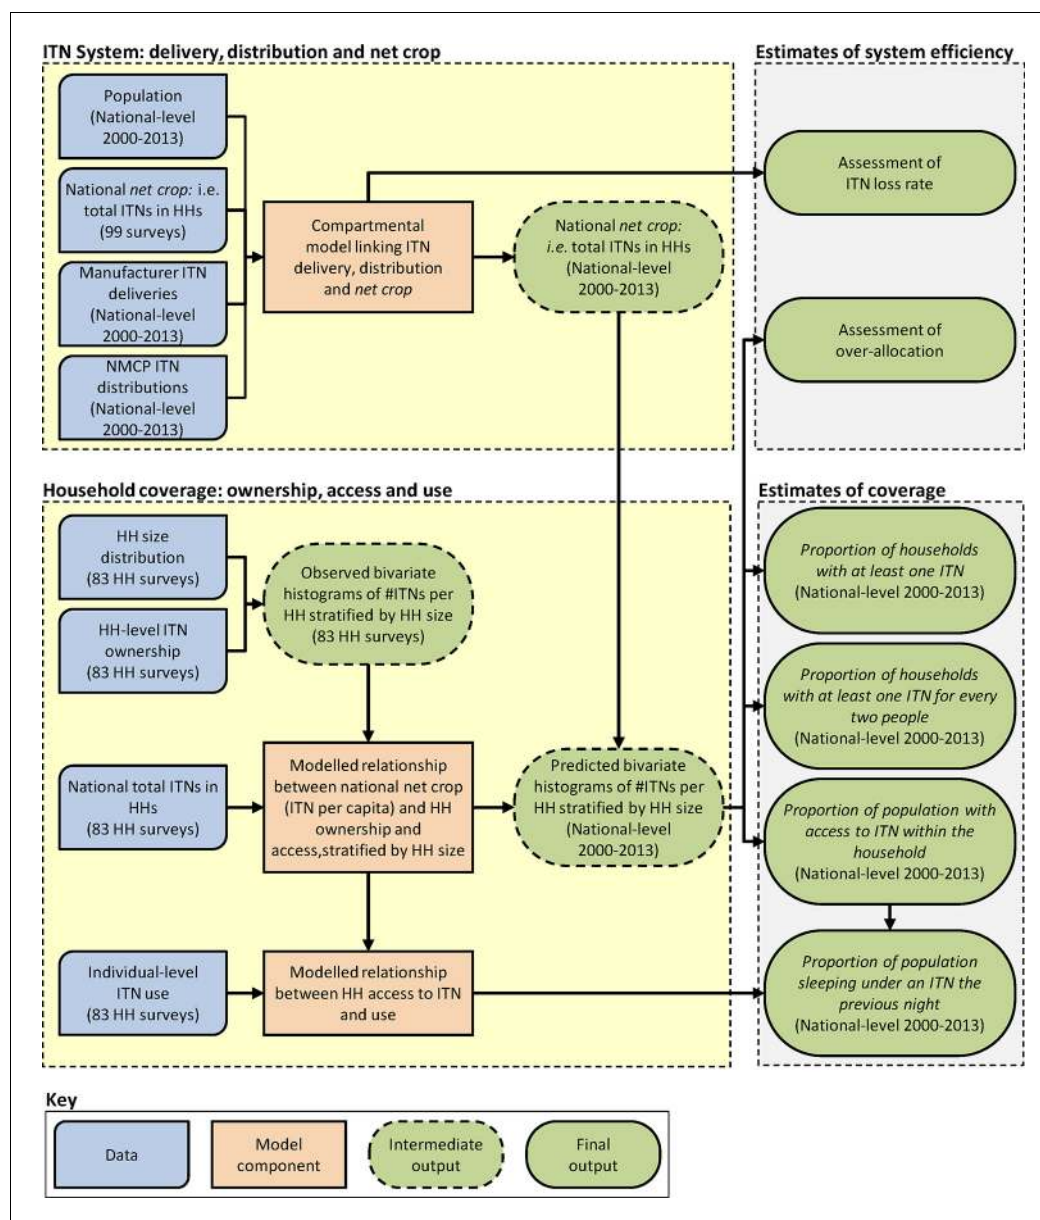 ITN System: delivery, distribution and net crop
Population
(National-level
2000-2013)
National net crop: i.e.
total ITNs in HHs
(99 surveys)
Manufacturer ITN
deliveries
(National-level
2000-2013)
NMCP ITN
distributions
(National-level
2000-2013)
Compartmental
model linking ITN
delivery, distribution
and net crop
National net crop:
i.e. total ITNs in HHs
(National-level
2000-2013)
Estimates of system efficiency
Assessment of
ITN loss rate
Assessment of
over-allocation
Household coverage: ownership, access and use
HH size
distribution
(83 HH surveys)
HH-level ITN
ownership
(83 HH surveys)
Observed bivariate
histograms of #ITNs per
HH stratified by HH size
(83 HH surveys)
National total ITNs in
HHs
(83 HH surveys)
Modelled relationship
between national net crop
(ITN per capita) and HH
ownership and
access,stratified by HH size
Predicted bivariate
histograms of #ITNs per
HH stratified by HH size
(National-level
2000-2013)
Individual-level
ITN use
(83 HH surveys)
Modelled relationship
between HH access to ITN
and use
Estimates of coverage
Proportion of households
with at least one ITN
(National-level 2000-2013)
Proportion of households
with at least one ITN for every
two people
(National-level 2000-2013)
Proportion of population with
access to ITN within the
household
(National-level 2000-2013)
Proportion of population
sleeping under an ITN the
previous night
(National-level 2000-2013)
Key
Data
Model
component
Intermediate
output
Final
output